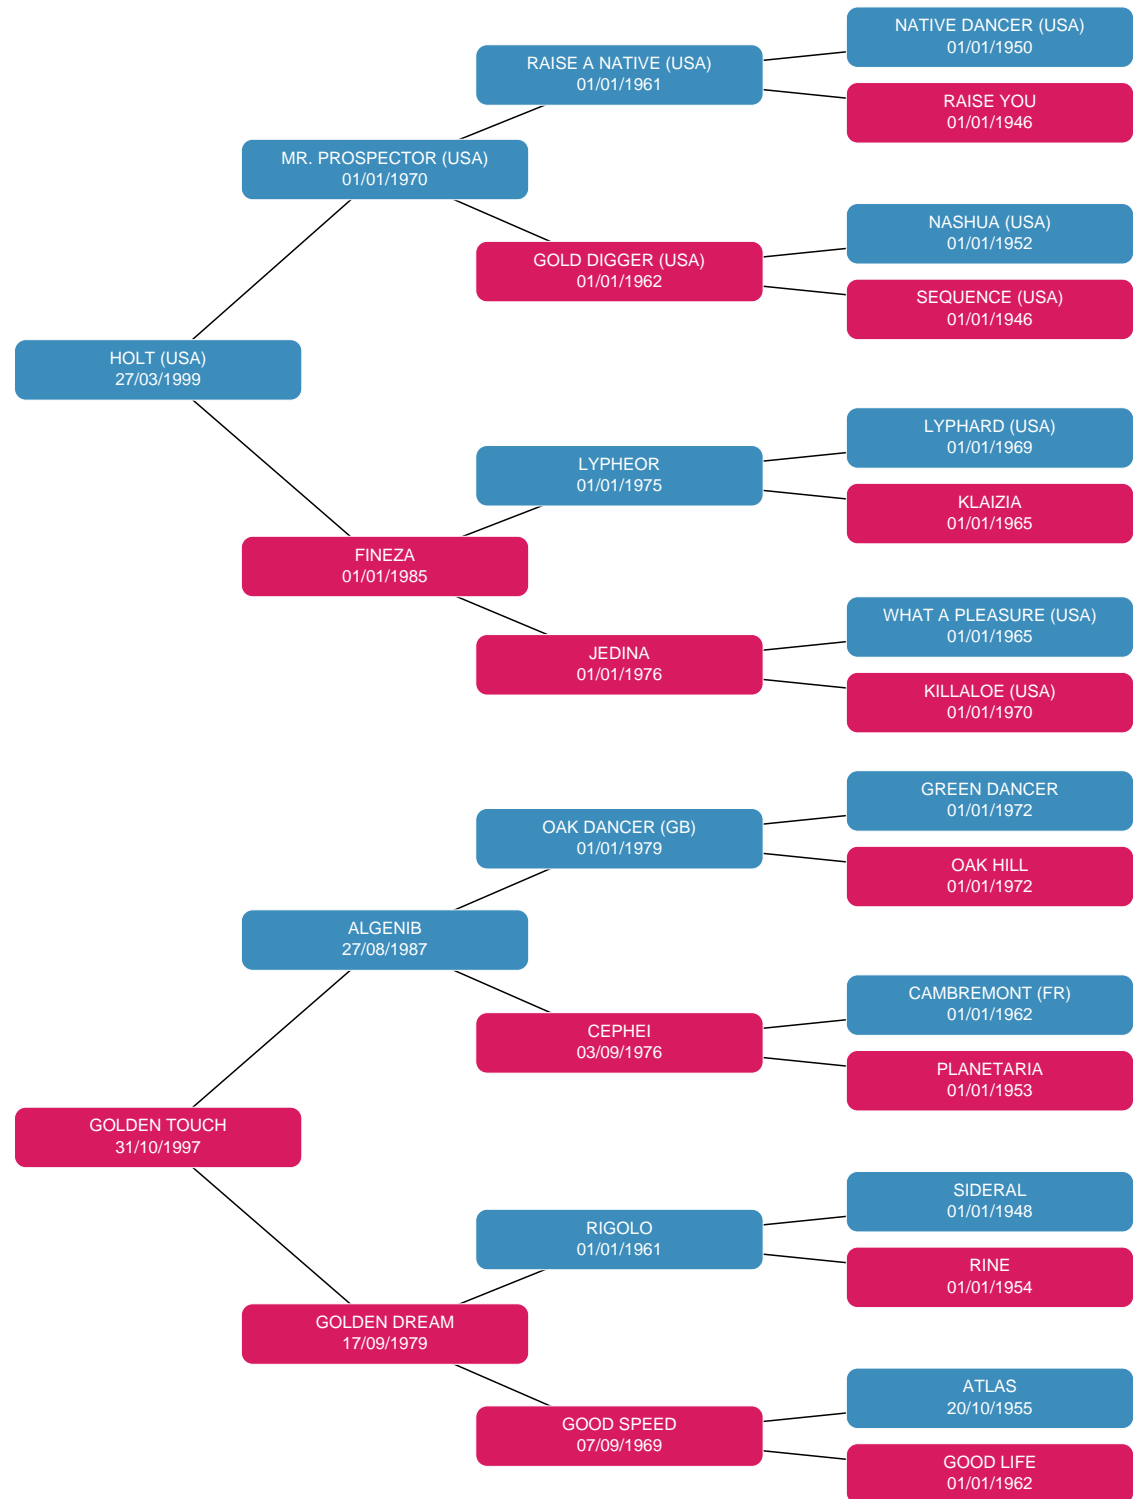 NATIVE DANCER (USA)
01/01/1950
RAISE A NATIVE (USA)
01/01/1961
RAISE YOU
01/01/1946
MR. PROSPECTOR (USA)
01/01/1970
NASHUA (USA)
01/01/1952
GOLD DIGGER (USA)
01/01/1962
SEQUENCE (USA)
01/01/1946
HOLT (USA)
27/03/1999
LYPHARD (USA)
01/01/1969
LYPHEOR
01/01/1975
KLAIZIA
01/01/1965
FINEZA
01/01/1985
WHAT A PLEASURE (USA)
01/01/1965
JEDINA
01/01/1976
KILLALOE (USA)
01/01/1970
GREEN DANCER
01/01/1972
OAK DANCER (GB)
01/01/1979
OAK HILL
01/01/1972
ALGENIB
27/08/1987
CAMBREMONT (FR)
01/01/1962
CEPHEI
03/09/1976
PLANETARIA
01/01/1953
GOLDEN TOUCH
31/10/1997
SIDERAL
01/01/1948
RIGOLO
01/01/1961
RINE
01/01/1954
GOLDEN DREAM
17/09/1979
ATLAS
20/10/1955
GOOD SPEED
07/09/1969
GOOD LIFE
01/01/1962